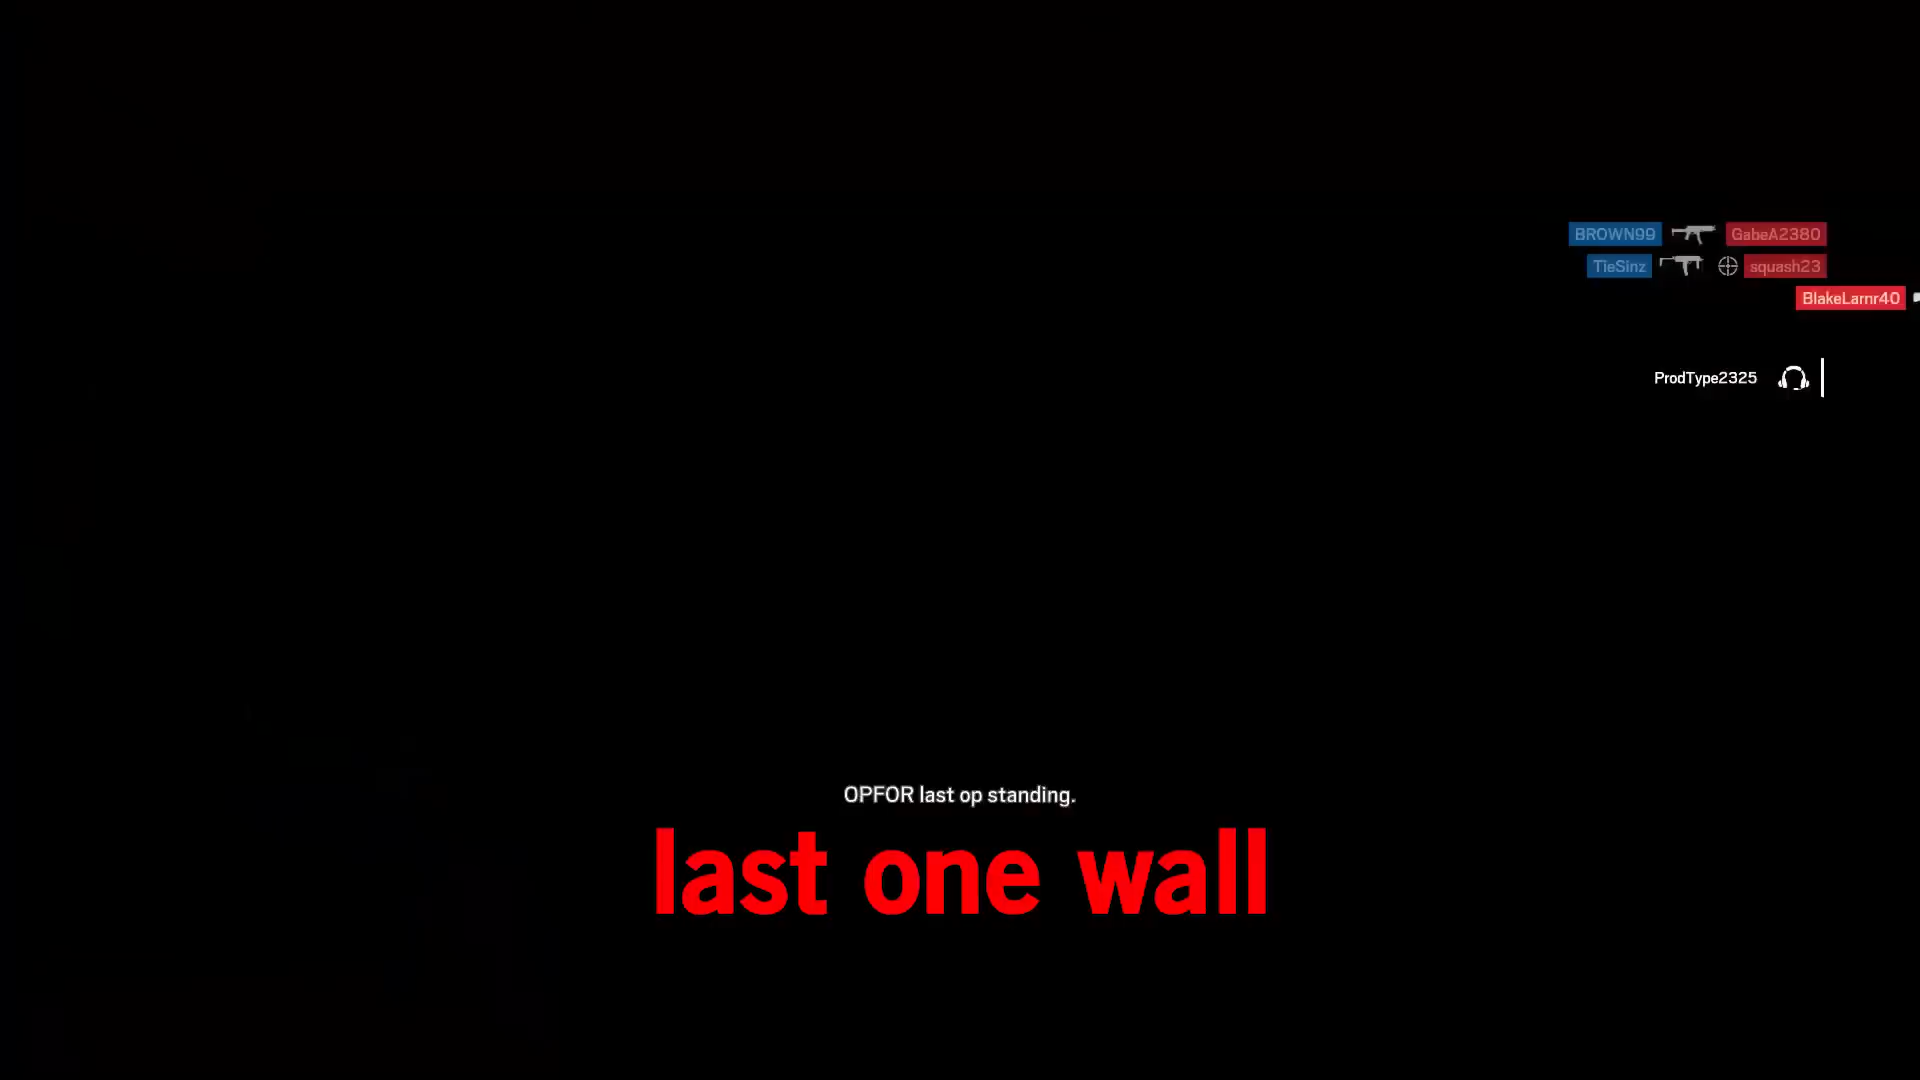 BROWN99 GabeA2380
TieSinz squash23
BlakeLarnr40
ProdType2325
OPFOR last op standing.
last one wall